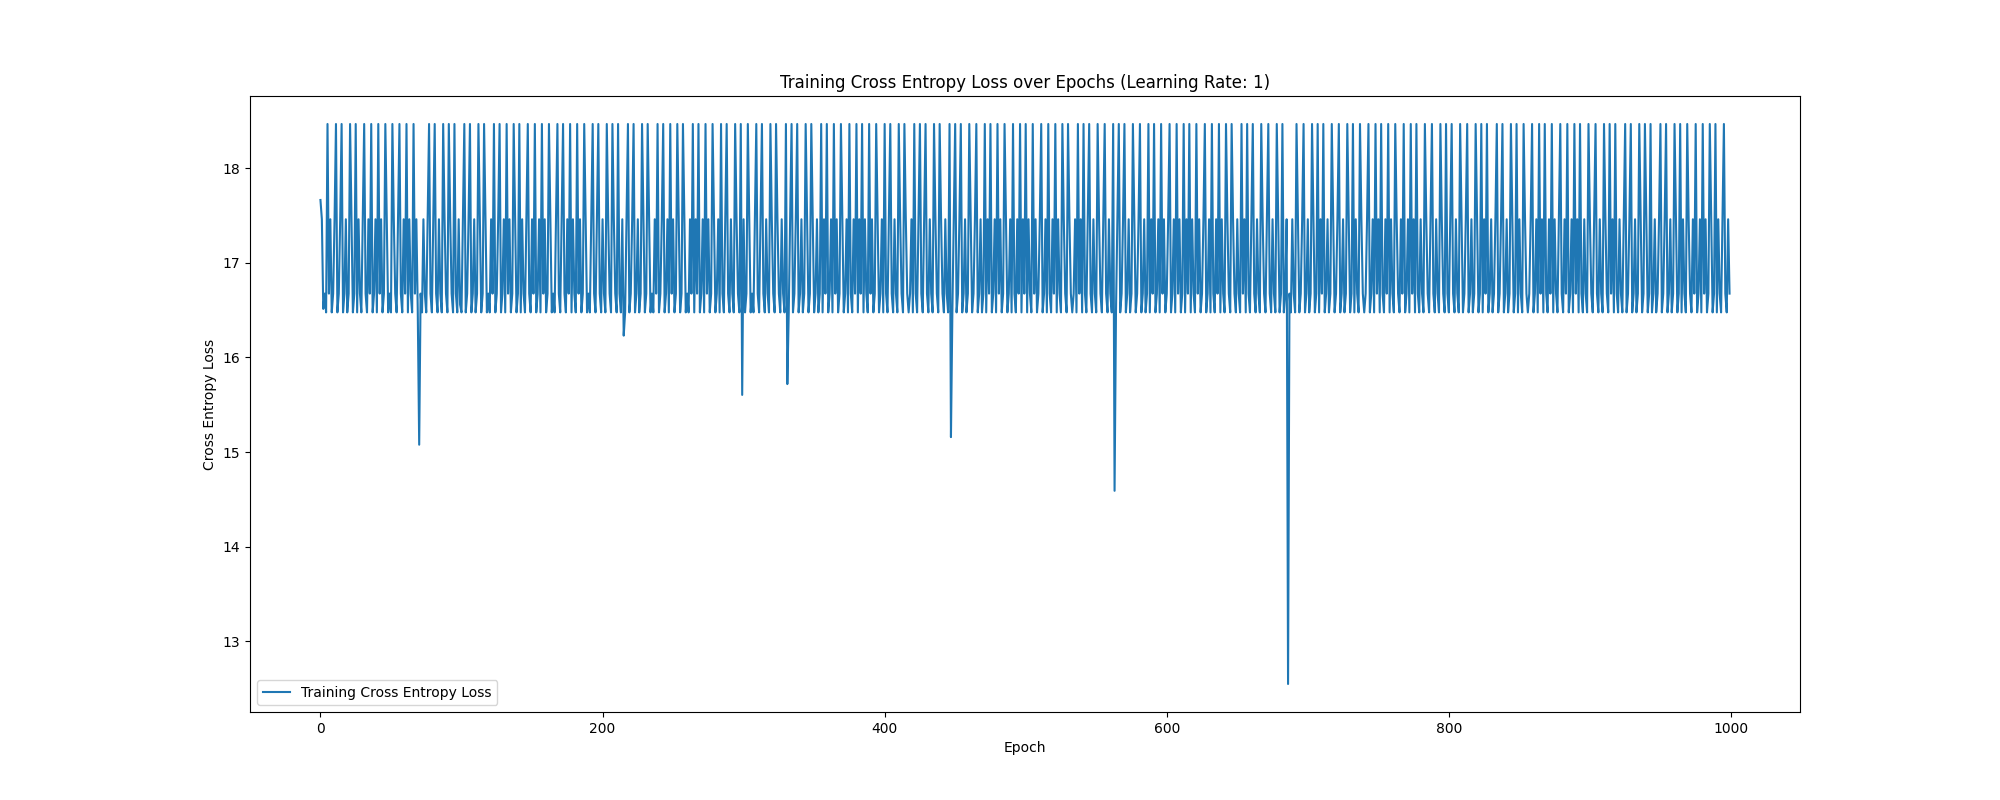 Training Cross Entropy Loss over Epochs (Learning Rate: 1)
18
17
16
15
14
13
Cross Entropy Loss
Training Cross Entropy Loss
0 200 400 600 800 1000
Epoch